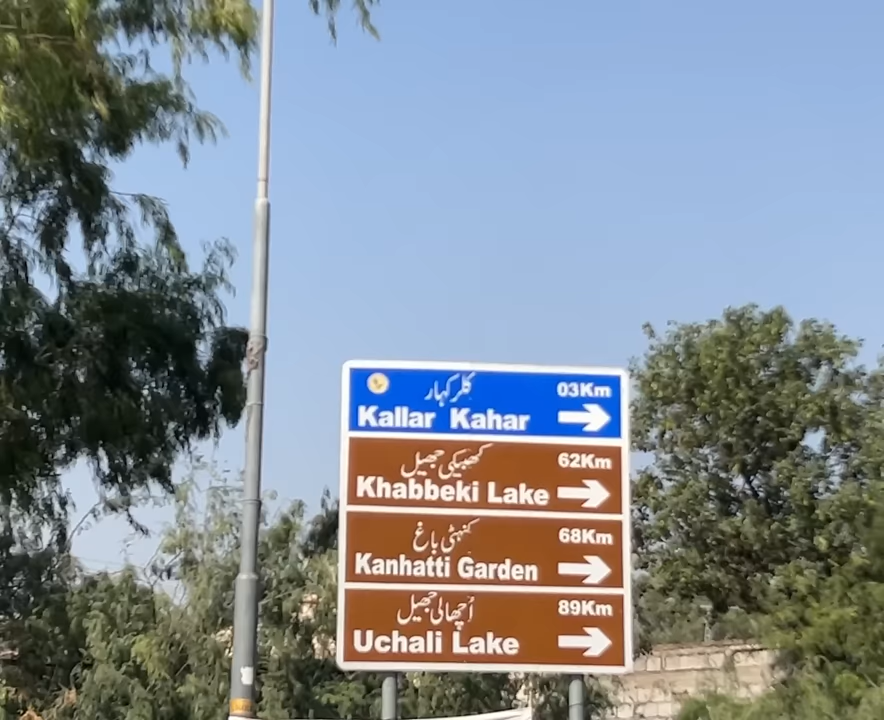 کلر کہار 03Km
Kallar Kahar
کھبیکی جھیل 62Km
Khabbeki Lake
کنہٹی باغ 68Km
Kanhatti Garden
اُچھالی جھیل 89Km
Uchali Lake